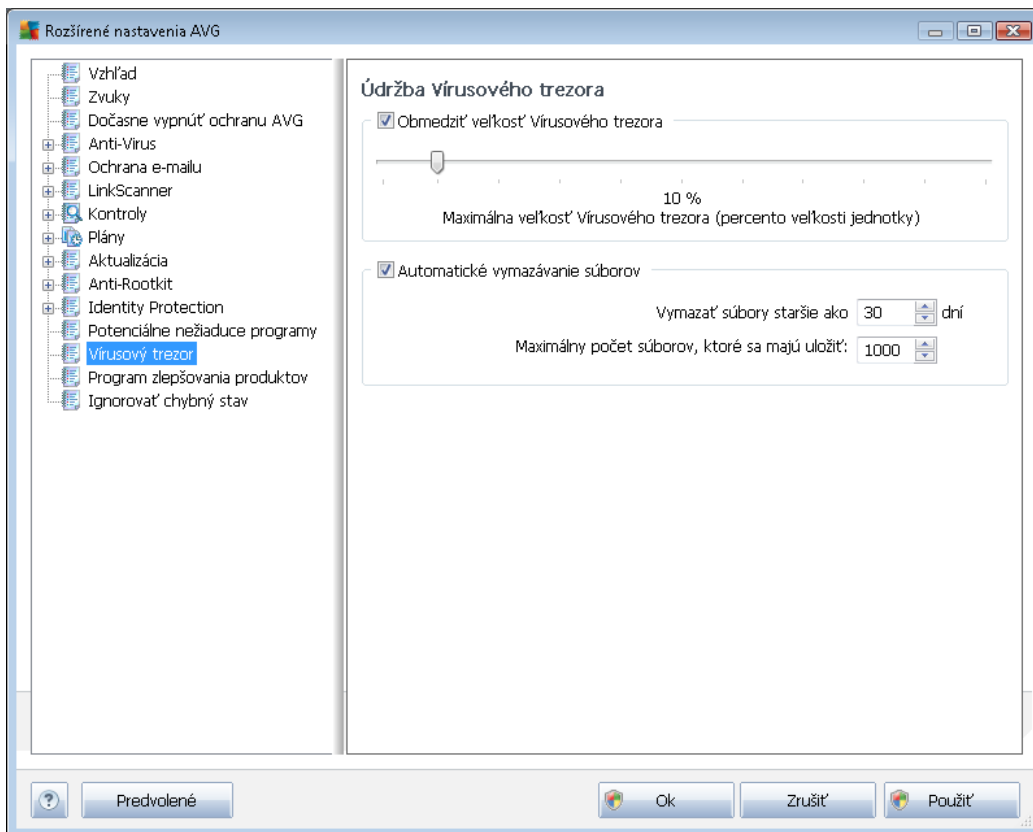 Rozšírené nastavenia AVG
Vzhľad
Zvuky
Dočasne vypnúť ochranu AVG
Anti-Virus
Ochrana e-mailu
LinkScanner
Kontroly
Plány
Aktualizácia
Anti-Rootkit
Identity Protection
Potenciálne nežiaduce programy
Vírusový trezor
Program zlepšovania produktov
Ignorovať chybný stav
Údržba Vírusového trezora
Obmedziť veľkosť Vírusového trezora
10 %
Maximálna veľkosť Vírusového trezora (percento veľkosti jednotky)
Automatické vymazávanie súborov
Vymazať súbory staršie ako 30 dní
Maximálny počet súborov, ktoré sa majú uložiť: 1000
? Predvolené Ok Zrušiť Použiť